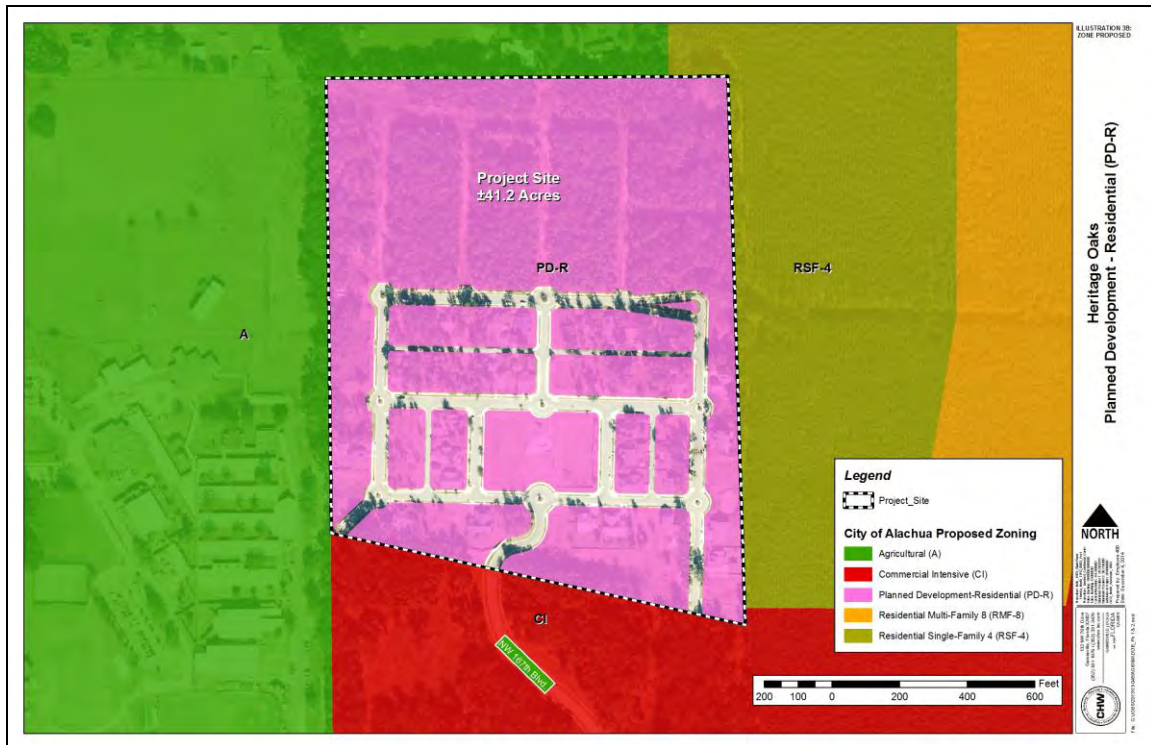 ILLUSTRATION 3B:
ZONE PROPOSED
Project Site
±41.2 Acres
PD-R
RSF-4
A
CI
NW 167th Blvd
Legend
Project_Site
City of Alachua Proposed Zoning
Agricultural (A)
Commercial Intensive (CI)
Planned Development-Residential (PD-R)
Residential Multi-Family 8 (RMF-8)
Residential Single-Family 4 (RSF-4)
Feet
200 100 0 200 400 600
Heritage Oaks
Planned Development - Residential (PD-R)
NORTH
CHW